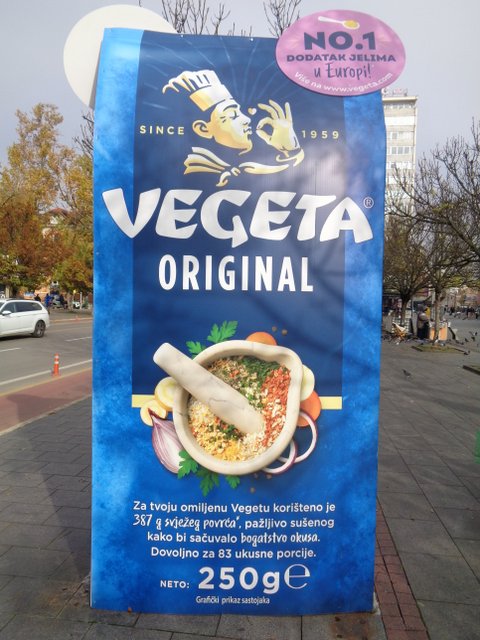 NO.1
DODATAK JELIMA
u Europi!*
Više na www.vegeta.com
SINCE 1959
VEGETA®
ORIGINAL
Za tvoju omiljenu Vegetu korišteno je
387 g svježeg povrća*, pažljivo sušenog
kako bi sačuvalo bogatstvo okusa.
Dovoljno za 83 ukusne porcije.
NETO: 250g℮
Grafički prikaz sastojaka